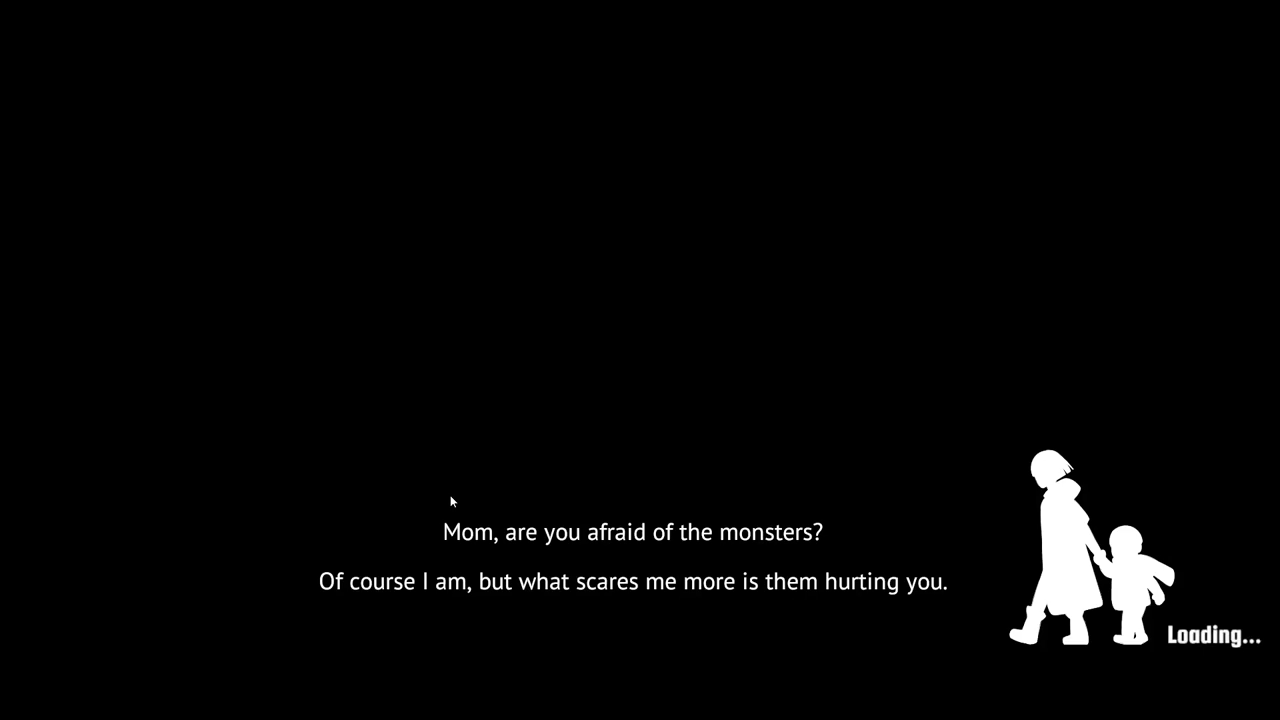 Mom, are you afraid of the monsters?
Of course I am, but what scares me more is them hurting you.
Loading...